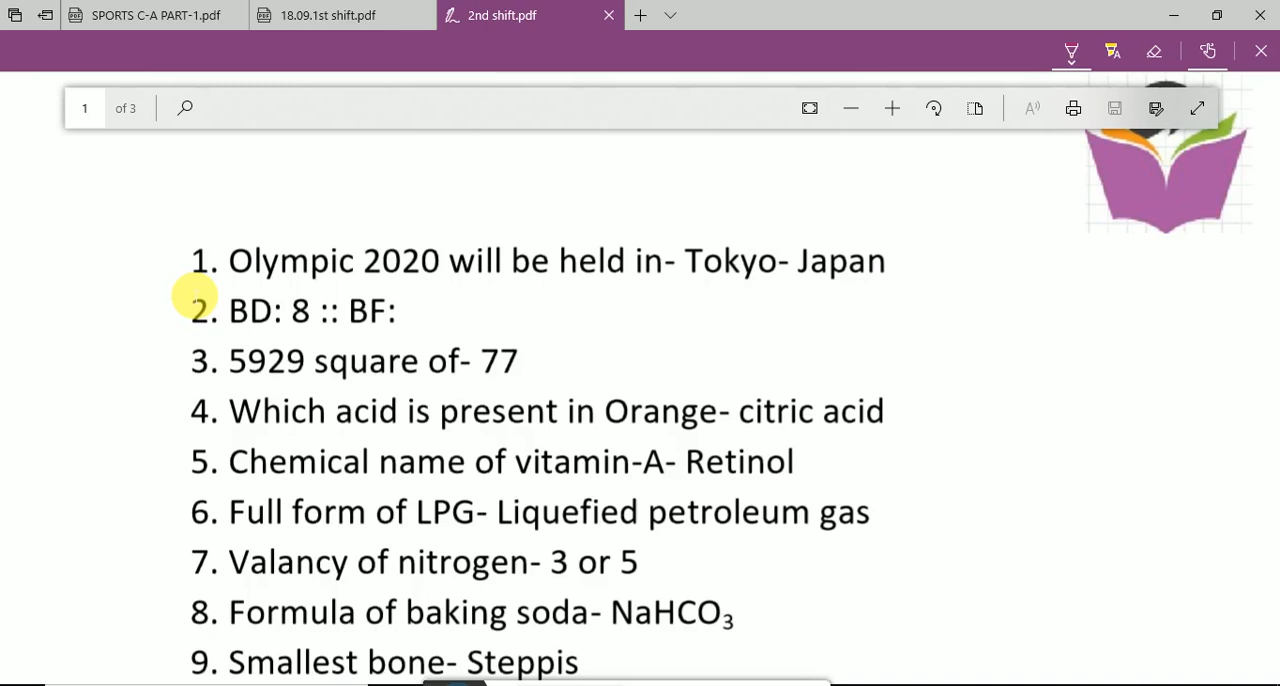 SPORTS C-A PART-1.pdf
18.09.1st shift.pdf
2nd shift.pdf
1 of 3
1. Olympic 2020 will be held in- Tokyo- Japan
2. BD: 8 :: BF:
3. 5929 square of- 77
4. Which acid is present in Orange- citric acid
5. Chemical name of vitamin-A- Retinol
6. Full form of LPG- Liquefied petroleum gas
7. Valancy of nitrogen- 3 or 5
8. Formula of baking soda- NaHCO₃
9. Smallest bone- Steppis